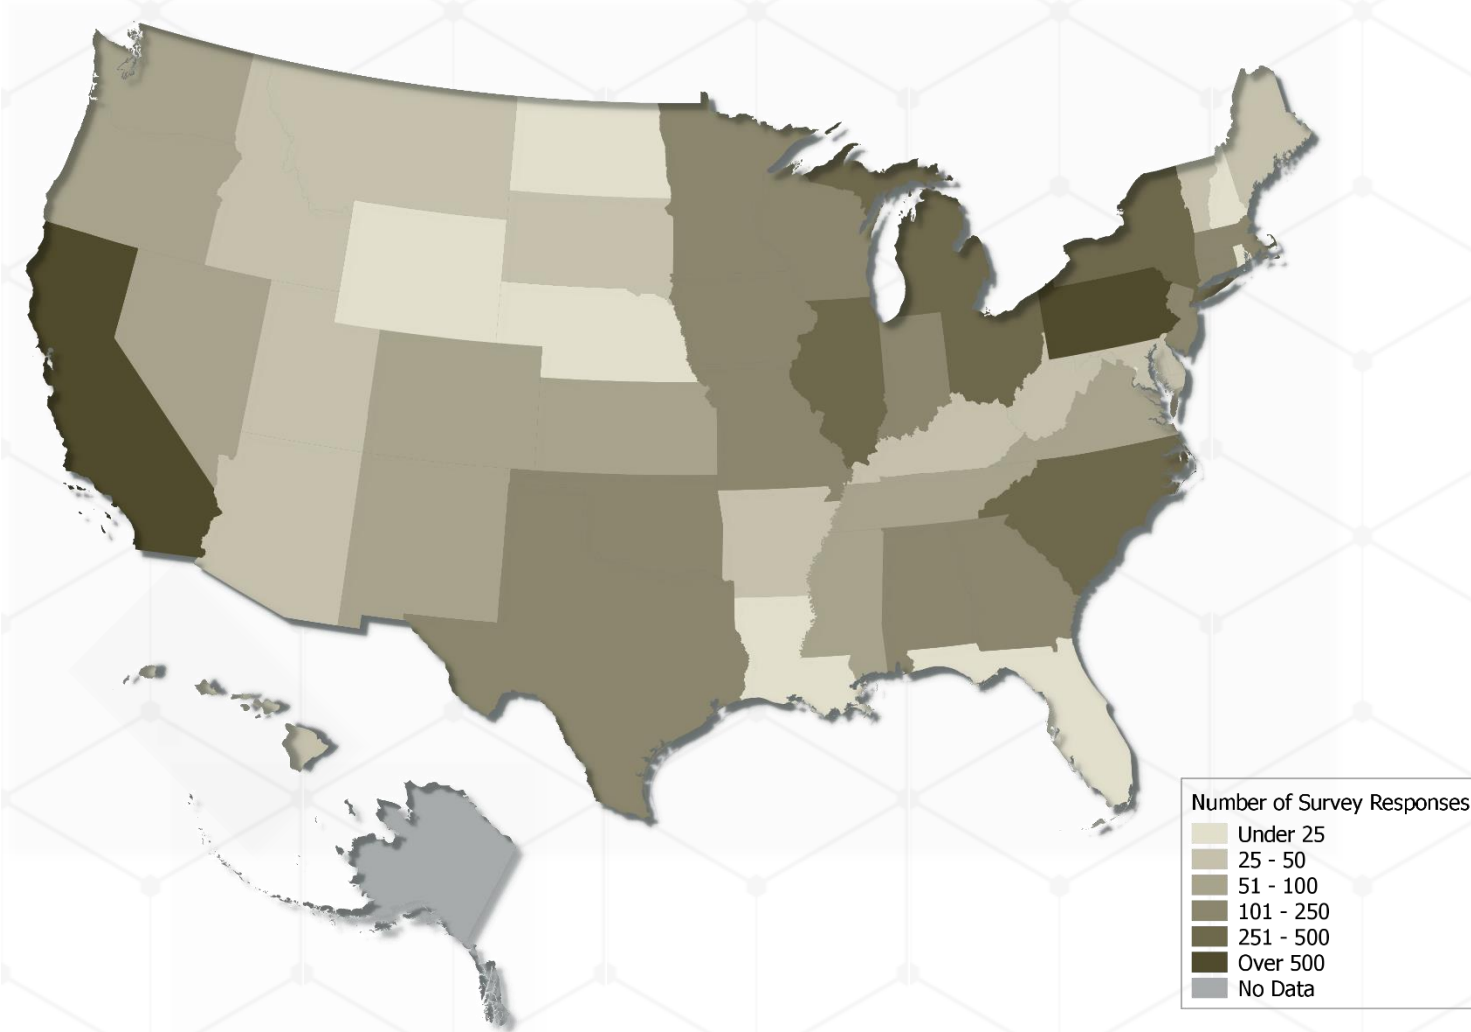 Number of Survey Responses
Under 25
25 - 50
51 - 100
101 - 250
251 - 500
Over 500
No Data